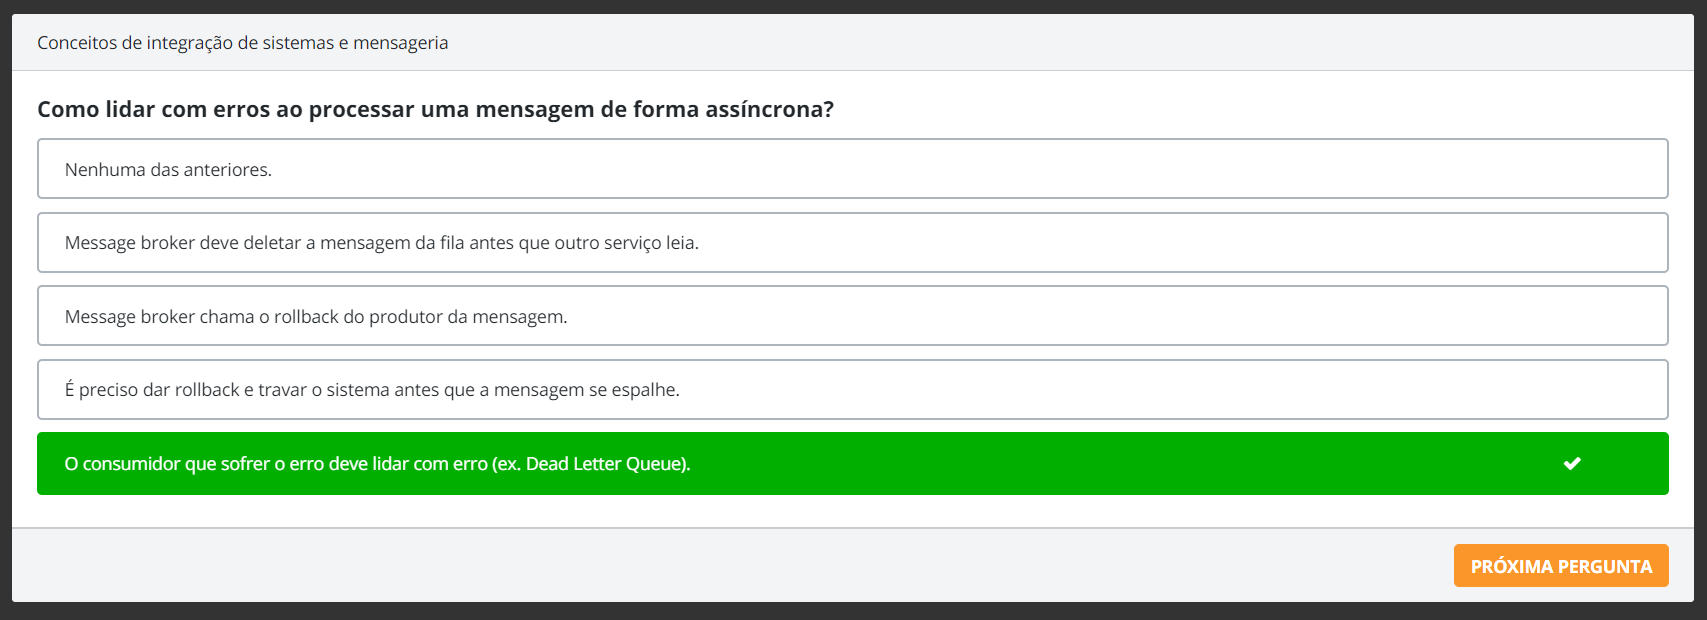 Conceitos de integração de sistemas e mensageria
Como lidar com erros ao processar uma mensagem de forma assíncrona?
Nenhuma das anteriores.
Message broker deve deletar a mensagem da fila antes que outro serviço leia.
Message broker chama o rollback do produtor da mensagem.
É preciso dar rollback e travar o sistema antes que a mensagem se espalhe.
O consumidor que sofrer o erro deve lidar com erro (ex. Dead Letter Queue).
PRÓXIMA PERGUNTA